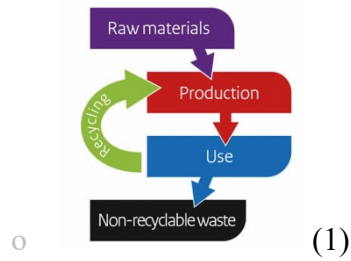 Raw materials
Production
Recycling
Use
Non-recyclable waste
o
(1)